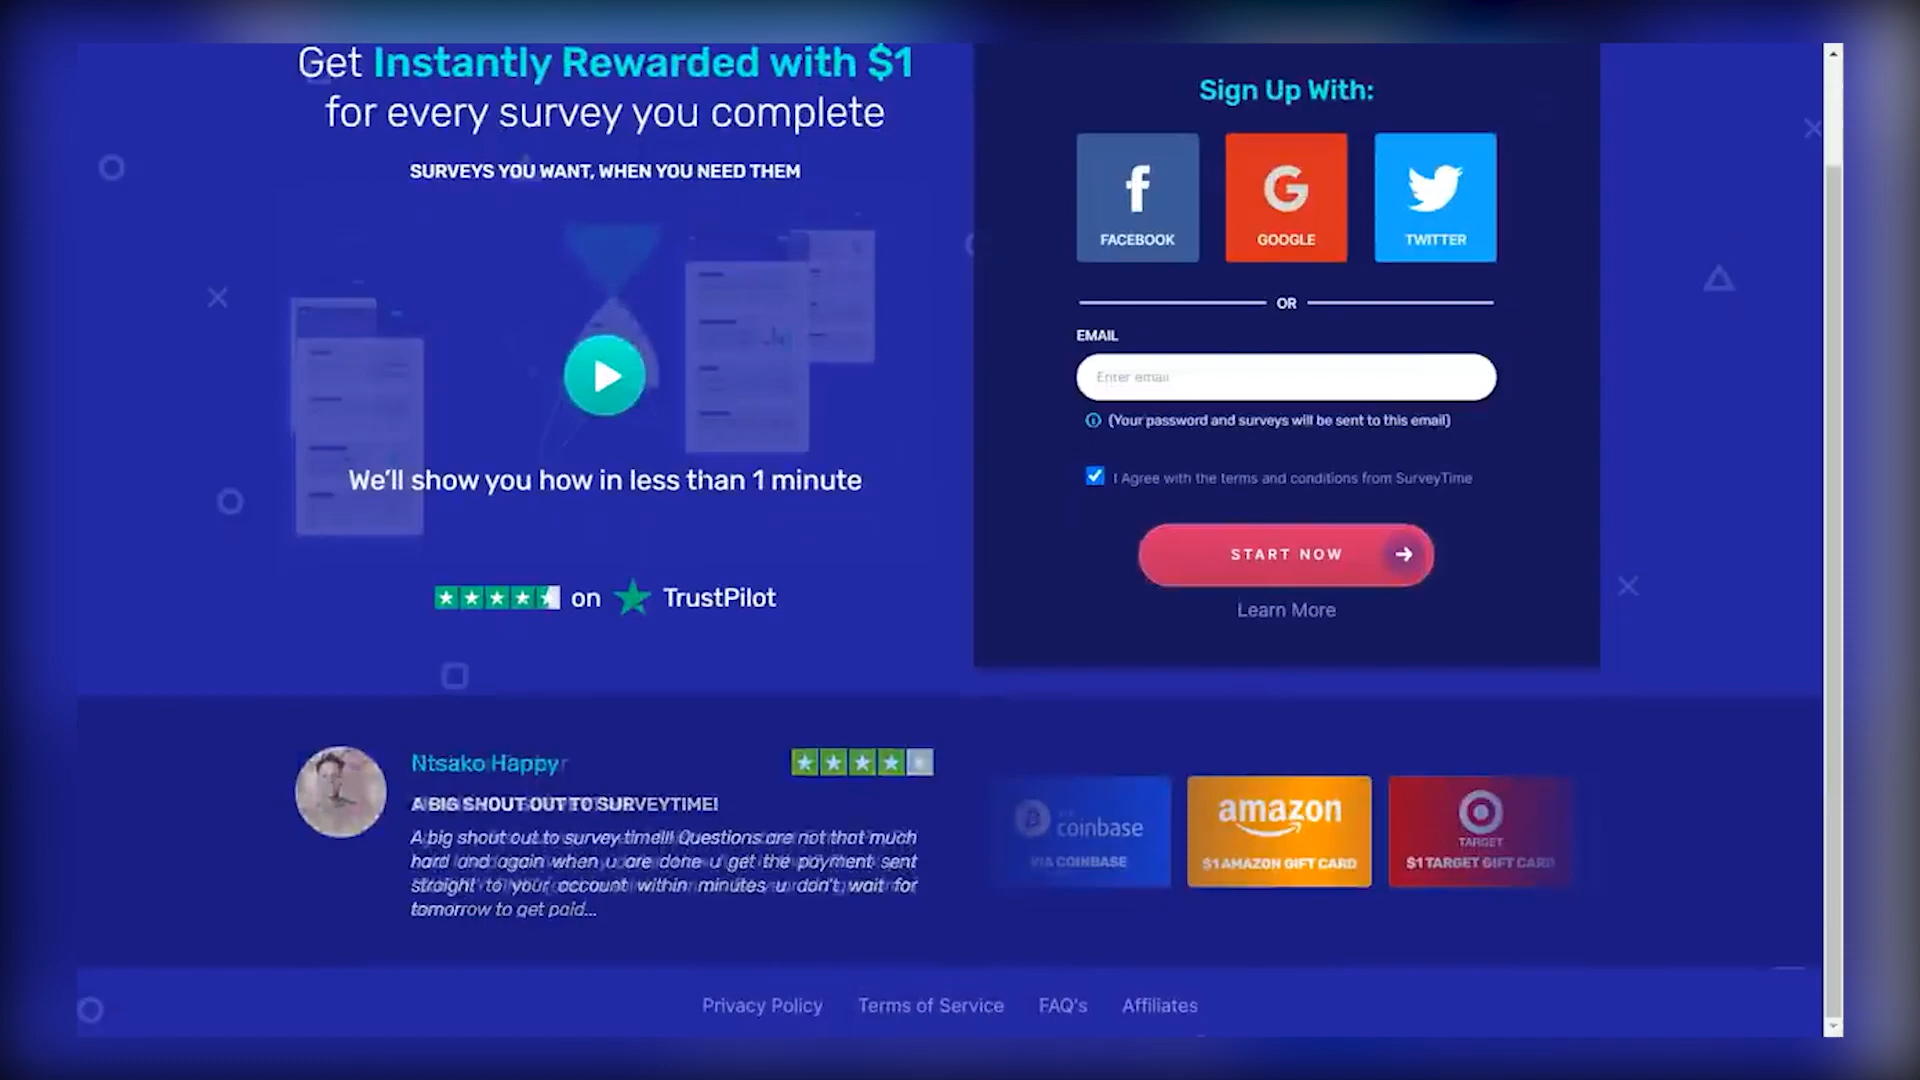 Get Instantly Rewarded with $1
for every survey you complete
SURVEYS YOU WANT, WHEN YOU NEED THEM
We'll show you how in less than 1 minute
on TrustPilot
Sign Up With:
FACEBOOK
GOOGLE
TWITTER
OR
EMAIL
Enter email
(Your password and surveys will be sent to this email)
I Agree with the terms and conditions from SurveyTime
START NOW
Learn More
Ntsako Happy
A BIG SHOUT OUT TO SURVEYTIME!
A big shout out to survey time!!! Questions are not that much
hard and again when u are done u get the payment sent
straight to your account within minutes u don't wait for
tomorrow to get paid...
coinbase
VIA COINBASE
amazon
$1 AMAZON GIFT CARD
TARGET
$1 TARGET GIFT CARD
Privacy Policy
Terms of Service
FAQ's
Affiliates